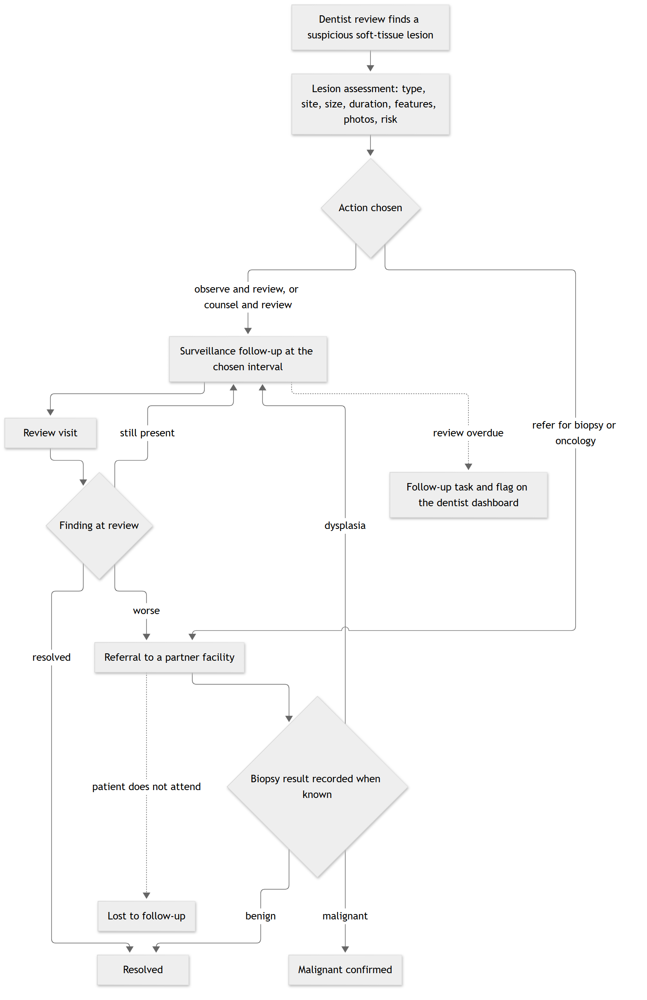 Dentist review finds a
suspicious soft-tissue lesion
Lesion assessment: type,
site, size, duration, features,
photos, risk
Action chosen
observe and review, or
counsel and review
Surveillance follow-up at the
chosen interval
Review visit
still present
review overdue
refer for biopsy or
oncology
Follow-up task and flag on
the dentist dashboard
Finding at review
dysplasia
worse
resolved
Referral to a partner facility
patient does not attend
Biopsy result recorded when
known
Lost to follow-up
benign
malignant
Resolved
Malignant confirmed